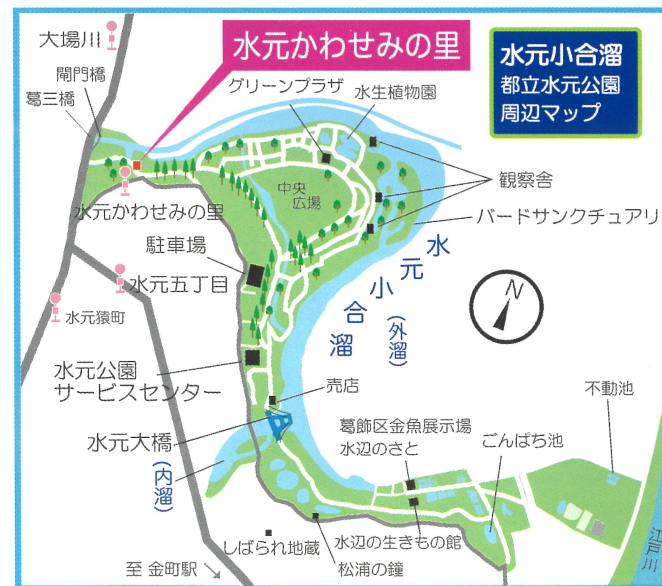 水元かわせみの里
水元小合溜
都立水元公園
周辺マップ
大場川
閘門橋
葛三橋
グリーンプラザ
水生植物園
観察舎
中央
広場
バードサンクチュアリ
水元かわせみの里
駐車場
水元五丁目
水元猿町
水元小合溜
(外溜)
N
水元公園
サービスセンター
売店
水元大橋
(内溜)
葛飾区金魚展示場
水辺のさと
ごんぱち池
不動池
しばられ地蔵
水辺の生きもの館
松浦の鐘
至 金町駅
江戸川